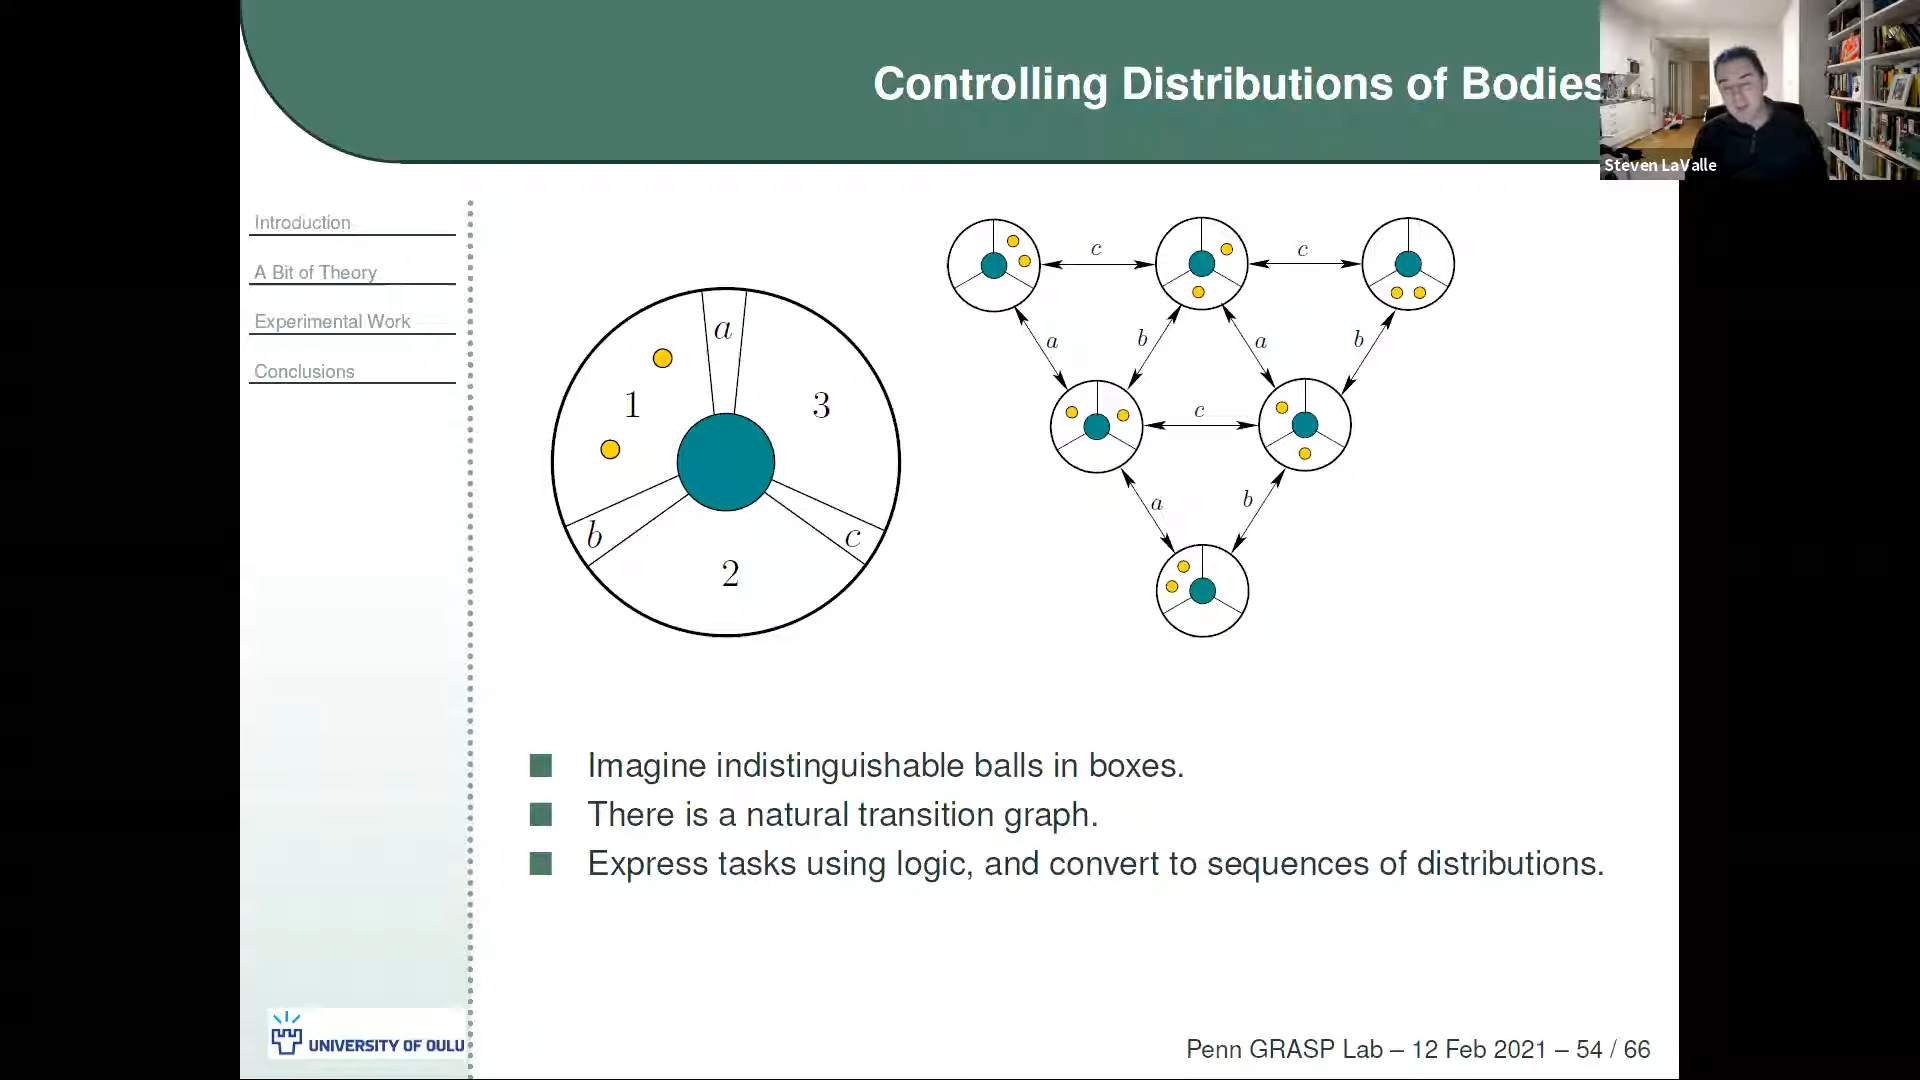 Controlling Distributions of Bodies
Steven LaValle
Introduction
A Bit of Theory
Experimental Work
Conclusions
a
1
3
b
c
2
c
c
a
b
a
b
c
a
b
Imagine indistinguishable balls in boxes.
There is a natural transition graph.
Express tasks using logic, and convert to sequences of distributions.
UNIVERSITY OF OULU
Penn GRASP Lab – 12 Feb 2021 – 54 / 66